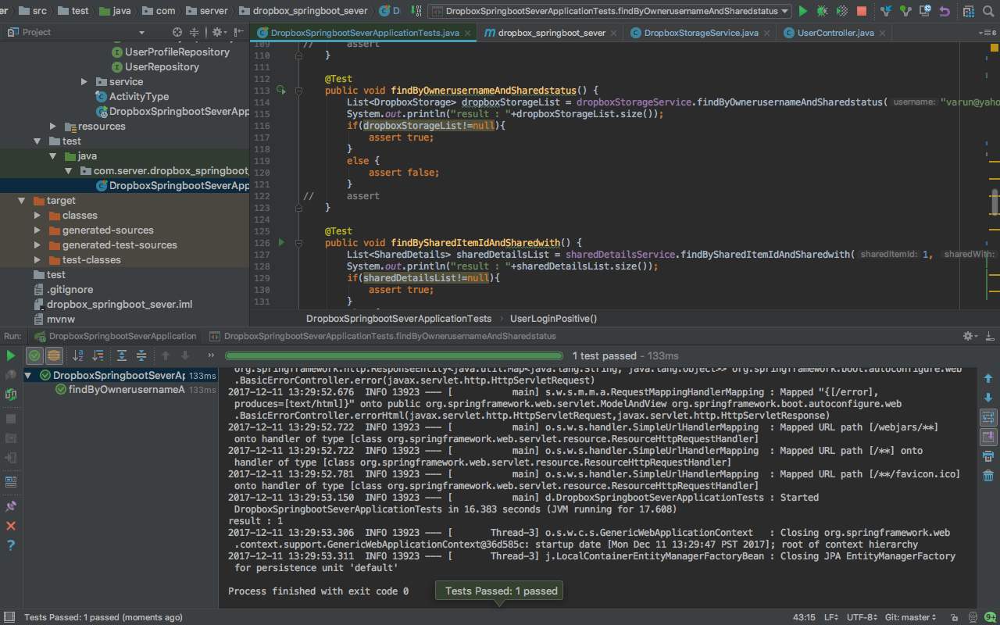 er src test java com server dropbox_springboot_sever D DropboxSpringbootSeverApplicationTests.findByOwnerusernameAndSharedstatus
Project
DropboxSpringbootSeverApplicationTests.java dropbox_springboot_sever DropboxStorageService.java UserController.java
UserProfileRepository
UserRepository
service
ActivityType
DropboxSpringbootSeverApp
resources
test
java
com.server.dropbox_springboot_
DropboxSpringbootSeverApp
target
classes
generated-sources
generated-test-sources
test-classes
test
.gitignore
dropbox_springboot_sever.iml
mvnw
109 // assert
110 }
111
112 @Test
113 public void findByOwnerusernameAndSharedstatus() {
114 List<DropboxStorage> dropboxStorageList = dropboxStorageService.findByOwnerusernameAndSharedstatus( username: "varun@yaho
115 System.out.println("result : "+dropboxStorageList.size());
116 if(dropboxStorageList!=null){
117 assert true;
118 }
119 else {
120 assert false;
121 }
122 // assert
123 }
124
125 @Test
126 public void findBySharedItemIdAndSharedwith() {
127 List<SharedDetails> sharedDetailsList = sharedDetailsService.findBySharedItemIdAndSharedwith( sharedItemId: 1, sharedWith:
128 System.out.println("result : "+sharedDetailsList.size());
129 if(sharedDetailsList!=null){
130 assert true;
131 }
DropboxSpringbootSeverApplicationTests › UserLoginPositive()
Run: DropboxSpringbootSeverApplication DropboxSpringbootSeverApplicationTests.findByOwnerusernameAndSharedstatus
1 test passed - 133ms
DropboxSpringbootSeverAp 133ms
findByOwnerusernameA 133ms
org.springframework.http.ResponseEntity<java.util.Map<java.lang.String, java.lang.Object>> org.springframework.boot.autoconfigure.web
.BasicErrorController.error(javax.servlet.http.HttpServletRequest)
2017-12-11 13:29:52.676 INFO 13923 --- [ main] s.w.s.m.m.a.RequestMappingHandlerMapping : Mapped "{[/error],
produces=[text/html]}" onto public org.springframework.web.servlet.ModelAndView org.springframework.boot.autoconfigure.web
.BasicErrorController.errorHtml(javax.servlet.http.HttpServletRequest,javax.servlet.http.HttpServletResponse)
2017-12-11 13:29:52.722 INFO 13923 --- [ main] o.s.w.s.handler.SimpleUrlHandlerMapping : Mapped URL path [/webjars/**]
onto handler of type [class org.springframework.web.servlet.resource.ResourceHttpRequestHandler]
2017-12-11 13:29:52.722 INFO 13923 --- [ main] o.s.w.s.handler.SimpleUrlHandlerMapping : Mapped URL path [/**] onto
handler of type [class org.springframework.web.servlet.resource.ResourceHttpRequestHandler]
2017-12-11 13:29:52.781 INFO 13923 --- [ main] o.s.w.s.handler.SimpleUrlHandlerMapping : Mapped URL path [/**/favicon.ico]
onto handler of type [class org.springframework.web.servlet.resource.ResourceHttpRequestHandler]
2017-12-11 13:29:53.150 INFO 13923 --- [ main] d.DropboxSpringbootSeverApplicationTests : Started
DropboxSpringbootSeverApplicationTests in 16.383 seconds (JVM running for 17.608)
result : 1
2017-12-11 13:29:53.306 INFO 13923 --- [ Thread-3] o.s.w.c.s.GenericWebApplicationContext : Closing org.springframework.web
.context.support.GenericWebApplicationContext@36d585c: startup date [Mon Dec 11 13:29:47 PST 2017]; root of context hierarchy
2017-12-11 13:29:53.311 INFO 13923 --- [ Thread-3] j.LocalContainerEntityManagerFactoryBean : Closing JPA EntityManagerFactory
for persistence unit 'default'
Process finished with exit code 0
Tests Passed: 1 passed
Tests Passed: 1 passed (moments ago) 43:15 LF UTF-8 Git: master 9+